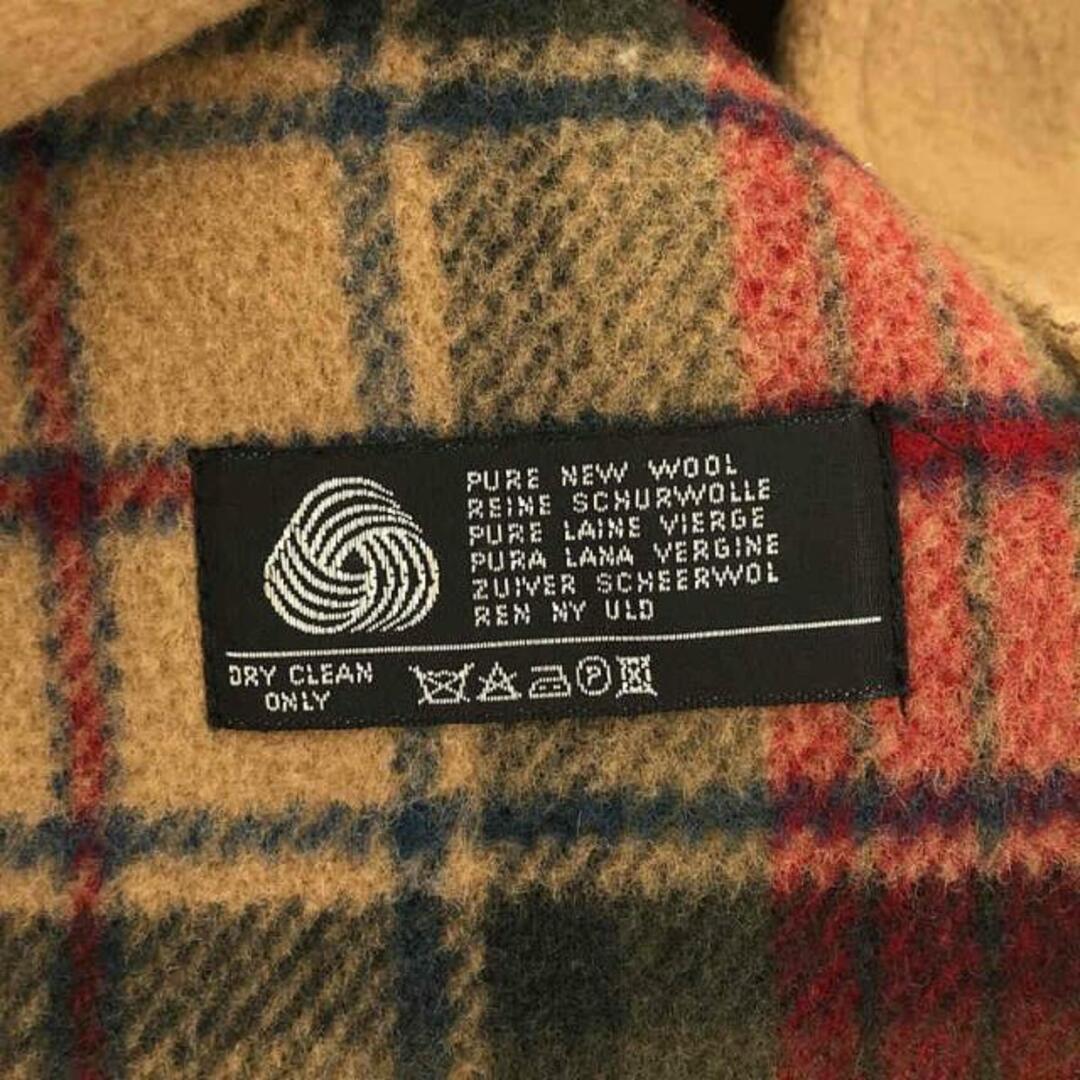 PURE NEW WOOL
REINE SCHURWOLLE
PURE LAINE VIERGE
PURA LANA VERGINE
ZUIVER SCHEERWOL
REN NY ULD
DRY CLEAN
ONLY
P